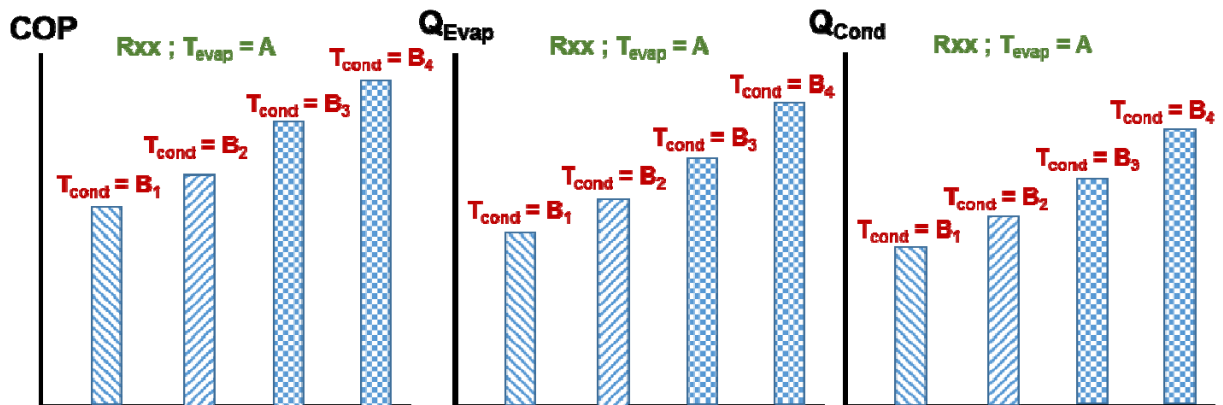 COP
Rxx ; Tevap = A
Tcond = B1
Tcond = B2
Tcond = B3
Tcond = B4
QEvap
Rxx ; Tevap = A
Tcond = B1
Tcond = B2
Tcond = B3
Tcond = B4
QCond
Rxx ; Tevap = A
Tcond = B1
Tcond = B2
Tcond = B3
Tcond = B4